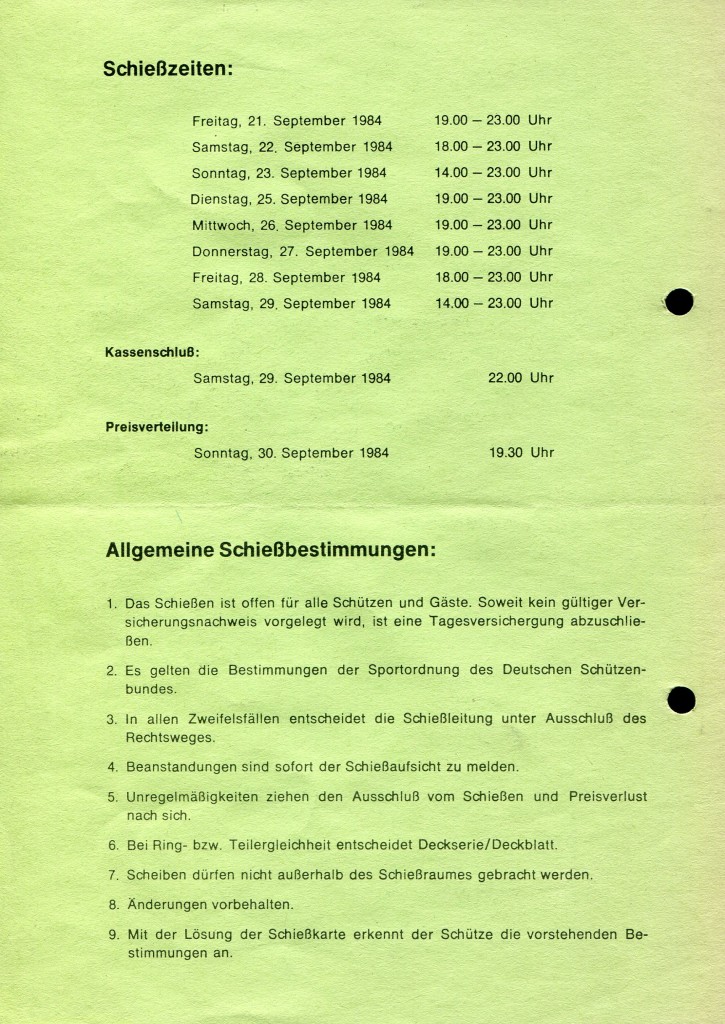 Schießzeiten:
Freitag, 21. September 1984 19.00 – 23.00 Uhr
Samstag, 22. September 1984 18.00 – 23.00 Uhr
Sonntag, 23. September 1984 14.00 – 23.00 Uhr
Dienstag, 25. September 1984 19.00 – 23.00 Uhr
Mittwoch, 26. September 1984 19.00 – 23.00 Uhr
Donnerstag, 27. September 1984 19.00 – 23.00 Uhr
Freitag, 28. September 1984 18.00 – 23.00 Uhr
Samstag, 29. September 1984 14.00 – 23.00 Uhr
Kassenschluß:
Samstag, 29. September 1984 22.00 Uhr
Preisverteilung:
Sonntag, 30. September 1984 19.30 Uhr
Allgemeine Schießbestimmungen:
1. Das Schießen ist offen für alle Schützen und Gäste. Soweit kein gültiger Ver-
sicherungsnachweis vorgelegt wird, ist eine Tagesversichergung abzuschlie-
ßen.
2. Es gelten die Bestimmungen der Sportordnung des Deutschen Schützen-
bundes.
3. In allen Zweifelsfällen entscheidet die Schießleitung unter Ausschluß des
Rechtsweges.
4. Beanstandungen sind sofort der Schießaufsicht zu melden.
5. Unregelmäßigkeiten ziehen den Ausschluß vom Schießen und Preisverlust
nach sich.
6. Bei Ring- bzw. Teilergleichheit entscheidet Deckserie/Deckblatt.
7. Scheiben dürfen nicht außerhalb des Schießraumes gebracht werden.
8. Änderungen vorbehalten.
9. Mit der Lösung der Schießkarte erkennt der Schütze die vorstehenden Be-
stimmungen an.